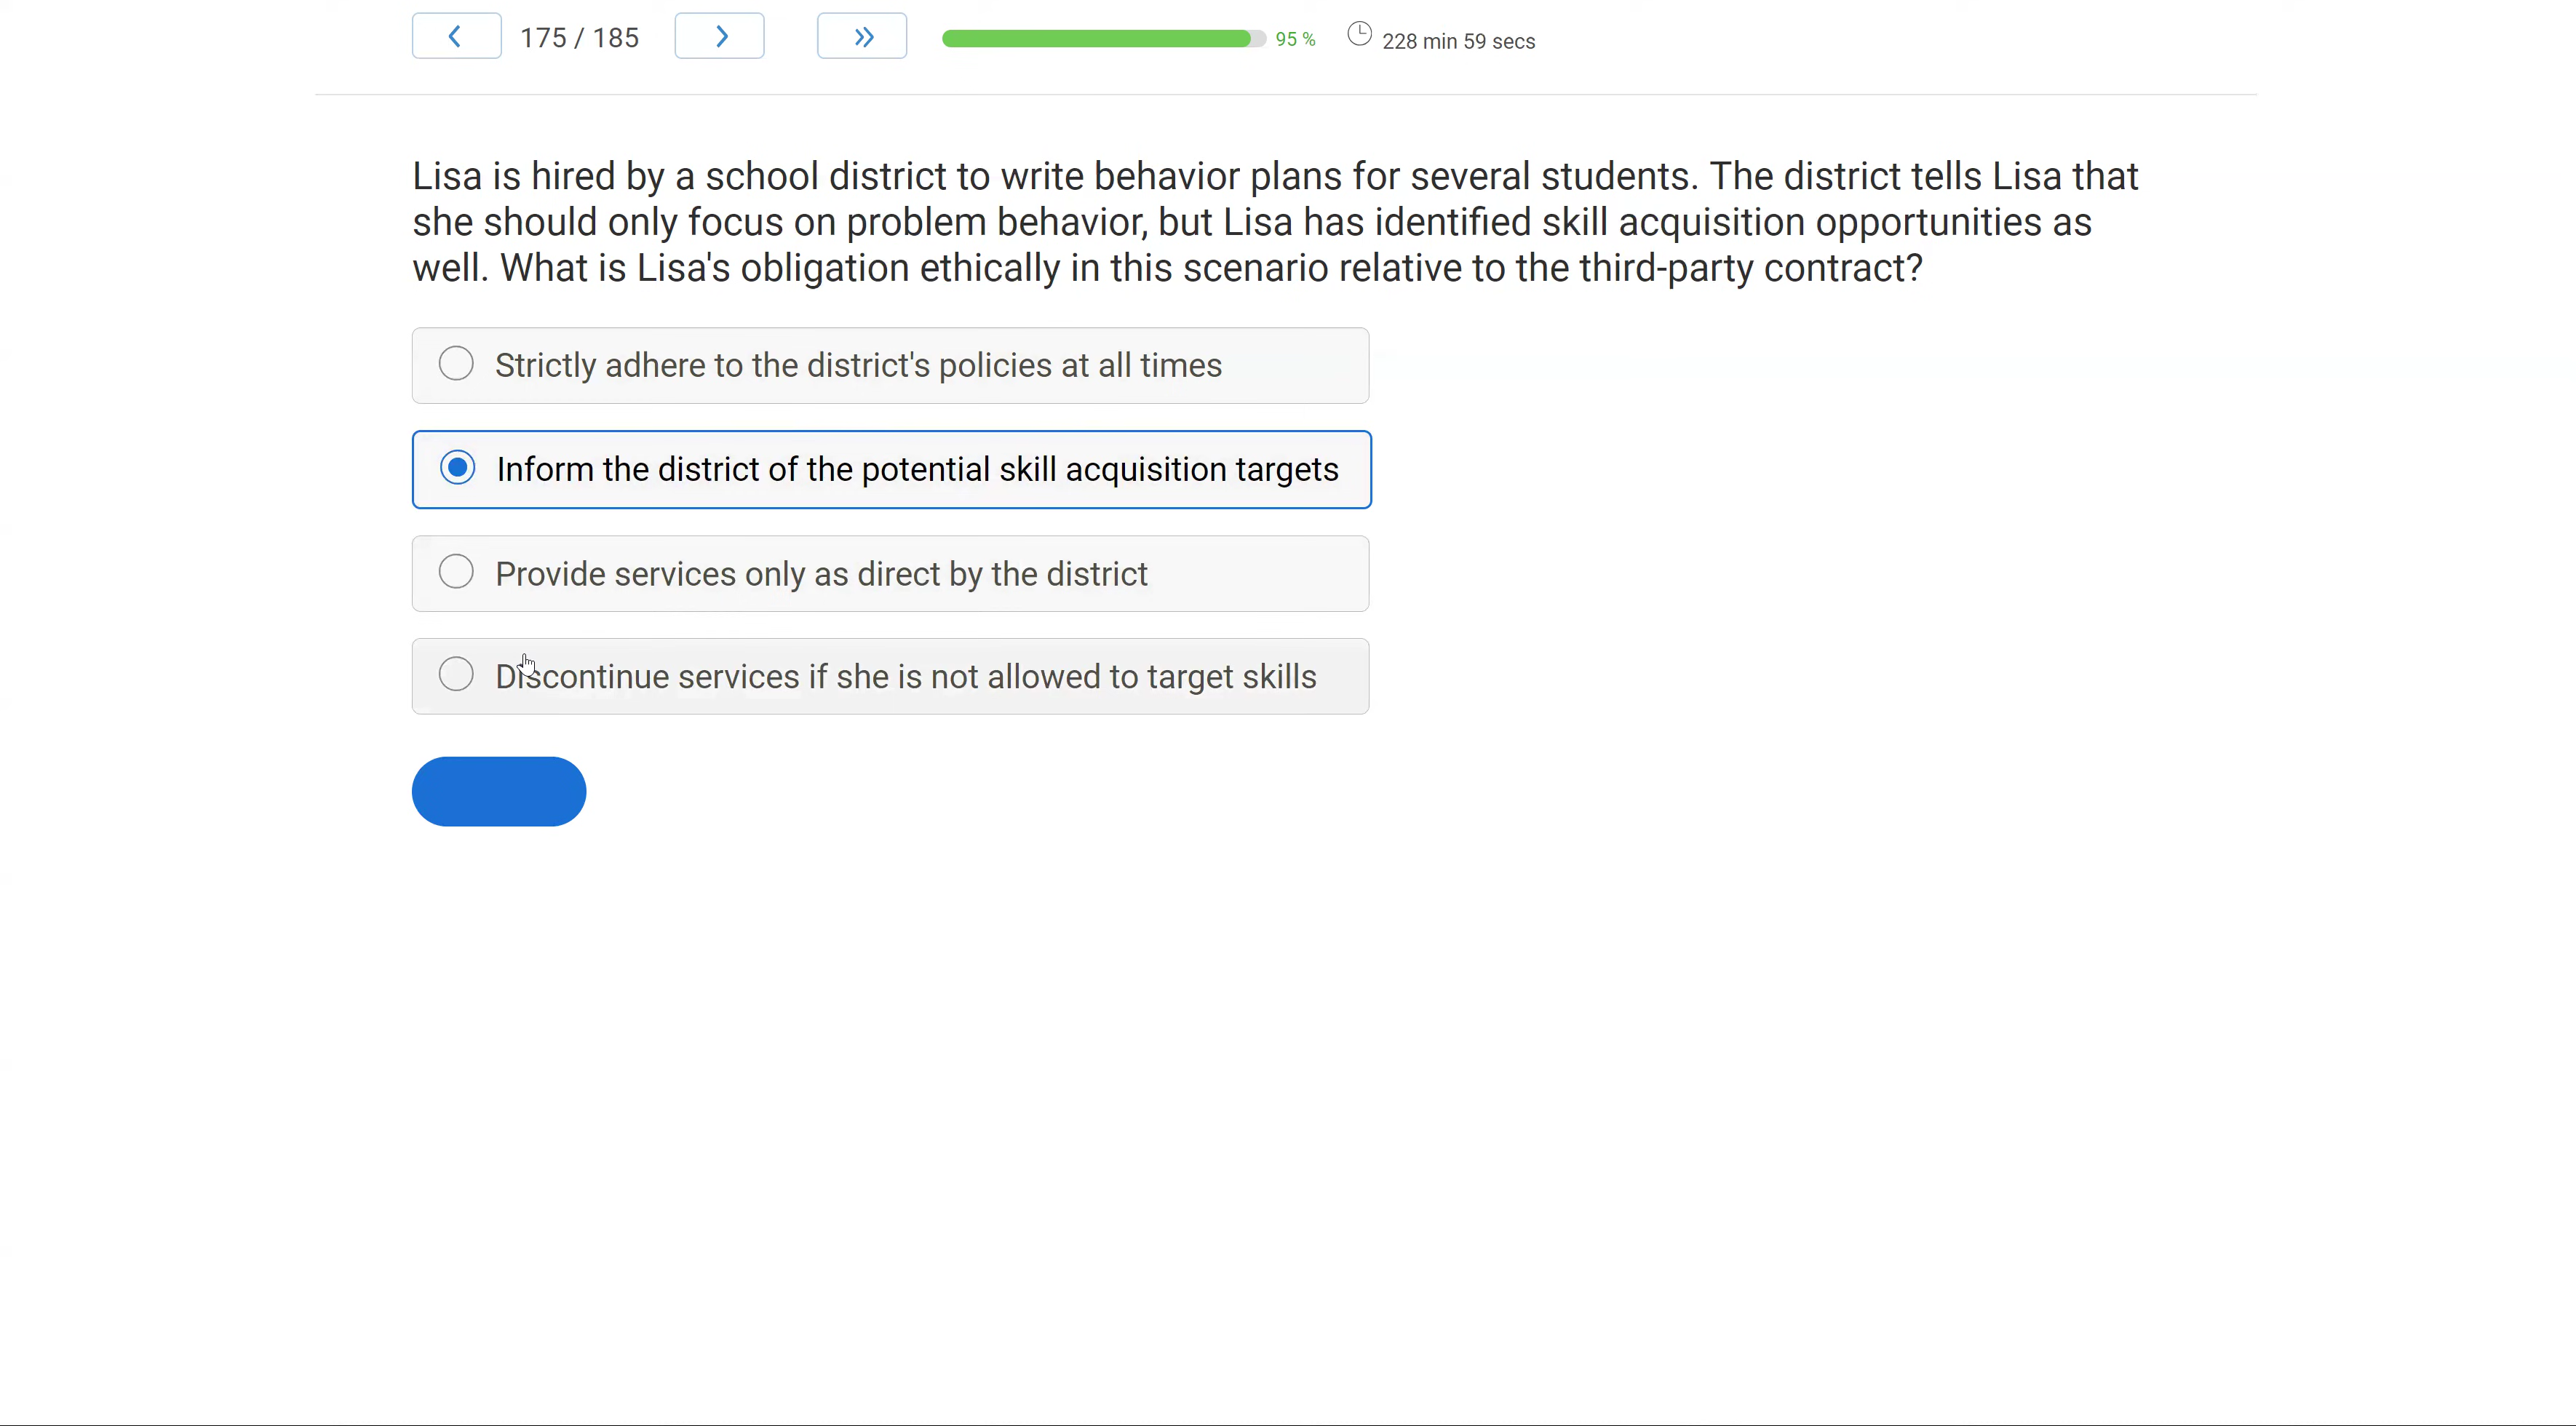 175 / 185
95 %
228 min 59 secs
Lisa is hired by a school district to write behavior plans for several students. The district tells Lisa that
she should only focus on problem behavior, but Lisa has identified skill acquisition opportunities as
well. What is Lisa's obligation ethically in this scenario relative to the third-party contract?
Strictly adhere to the district's policies at all times
Inform the district of the potential skill acquisition targets
Provide services only as direct by the district
Discontinue services if she is not allowed to target skills